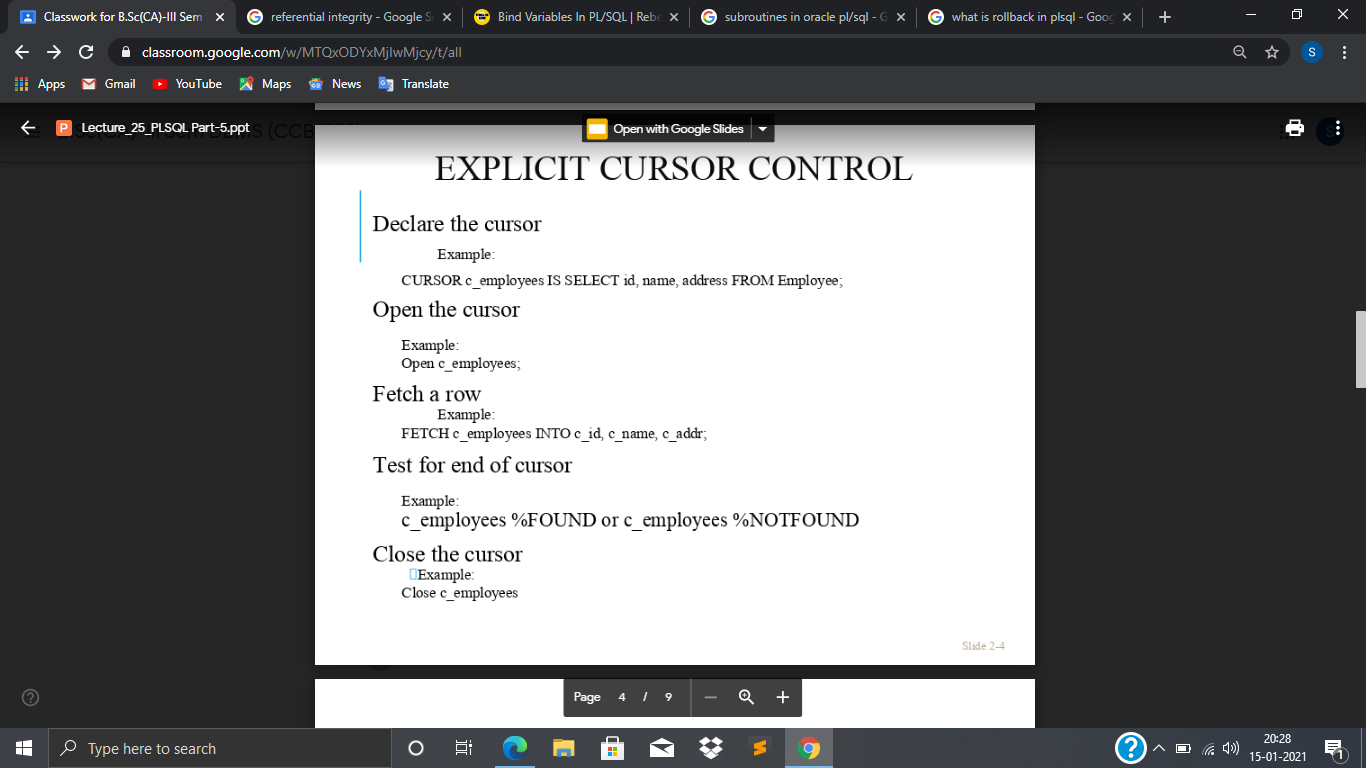 Classwork for B.Sc(CA)-III Sem
referential integrity - Google S
Bind Variables In PL/SQL | Rebe
subroutines in oracle pl/sql - G
what is rollback in plsql - Goog
classroom.google.com/w/MTQxODYxMjIwMjcy/t/all
S
Apps
Gmail
YouTube
Maps
News
Translate
P
Lecture_25_PLSQL Part-5.ppt
Open with Google Slides
EXPLICIT CURSOR CONTROL
Declare the cursor
Example:
CURSOR c_employees IS SELECT id, name, address FROM Employee;
Open the cursor
Example:
Open c_employees;
Fetch a row
Example:
FETCH c_employees INTO c_id, c_name, c_addr;
Test for end of cursor
Example:
c_employees %FOUND or c_employees %NOTFOUND
Close the cursor
Example:
Close c_employees
Slide 2-4
Page 4 / 9
Type here to search
20:28
15-01-2021
1